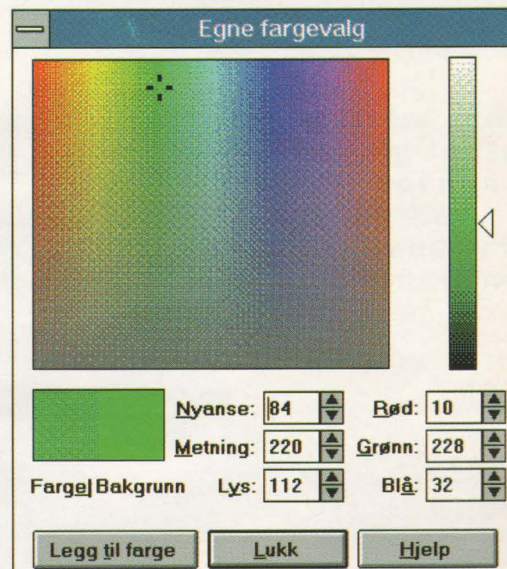 Egne fargevalg
Nyanse: 84 Rød: 10
Metning: 220 Grønn: 228
Farge|Bakgrunn Lys: 112 Blå: 32
Legg til farge Lukk Hjelp